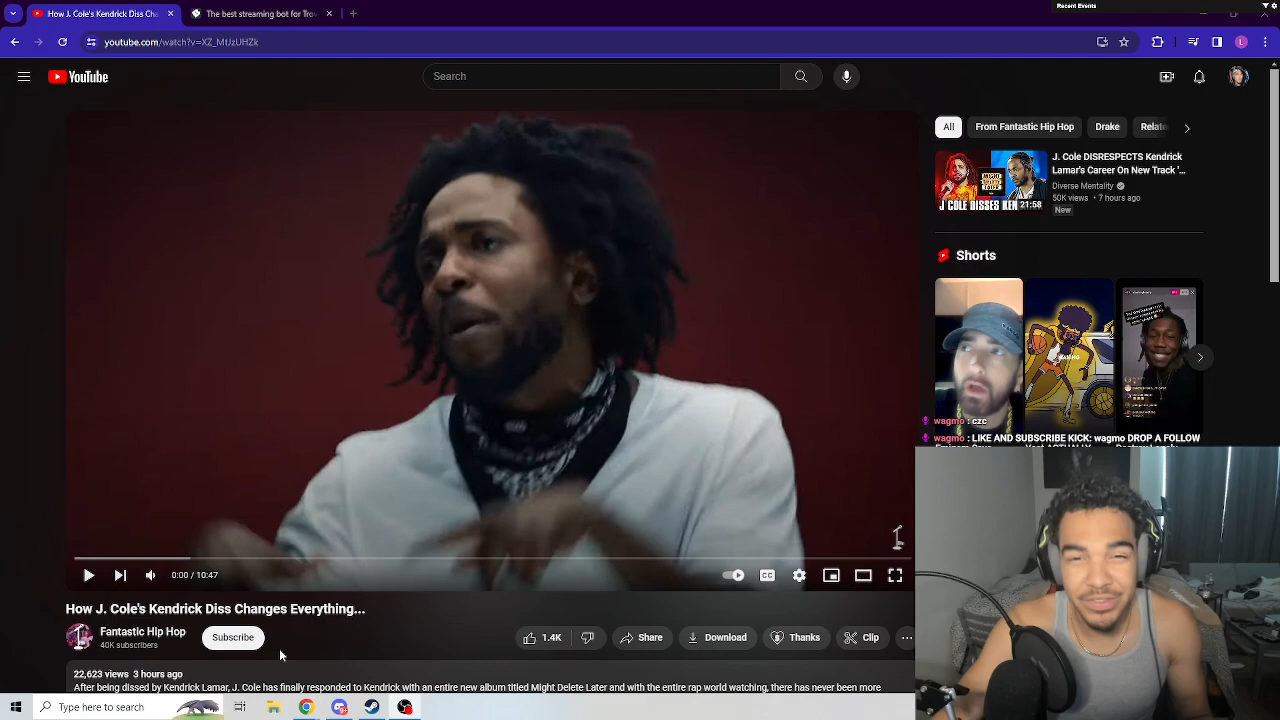 Recent Events
How J. Cole's Kendrick Diss Cha
The best streaming bot for Trov
youtube.com/watch?v=XZ_MUzUHZk
L
YouTube
Search
All
From Fantastic Hip Hop
Drake
Relate
J. COLE DISSES KEN
21:58
J. Cole DISRESPECTS Kendrick
Lamar's Career On New Track '...
Diverse Mentality
50K views • 7 hours ago
New
Shorts
wagmo : czc
wagmo : LIKE AND SUBSCRIBE KICK: wagmo DROP A FOLLOW
0:00 / 10:47
CC
How J. Cole's Kendrick Diss Changes Everything...
Fantastic Hip Hop
40K subscribers
Subscribe
1.4K
Share
Download
Thanks
Clip
22,623 views 3 hours ago
After being dissed by Kendrick Lamar, J. Cole has finally responded to Kendrick with an entire new album titled Might Delete Later and with the entire rap world watching, there has never been more
Type here to search